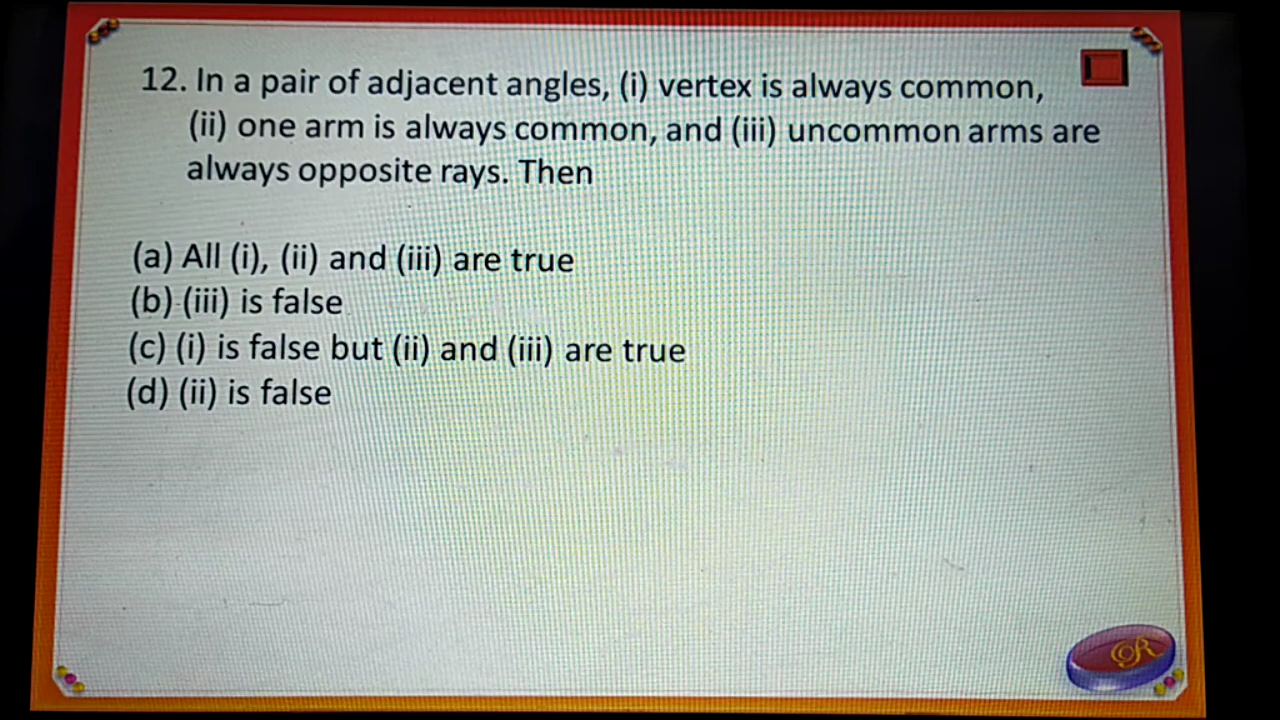 12. In a pair of adjacent angles, (i) vertex is always common,
(ii) one arm is always common, and (iii) uncommon arms are
always opposite rays. Then
(a) All (i), (ii) and (iii) are true
(b) (iii) is false
(c) (i) is false but (ii) and (iii) are true
(d) (ii) is false